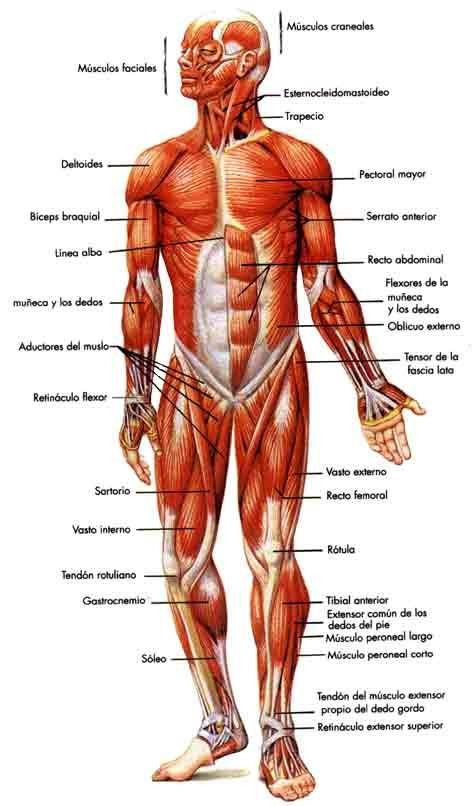 Músculos craneales
Músculos faciales
Esternocleidomastoideo
Trapecio
Deltoides
Pectoral mayor
Biceps braquial
Serrato anterior
Linea alba
Recto abdominal
Flexores de la
muñeca
y los dedos
muñeca y los dedos
Oblicuo externo
Aductores del muslo
Tensor de la
fascia lata
Retináculo flexor
Vasto externo
Sartorio
Recto femoral
Vasto interno
Rótula
Tendón rotuliano
Gastrocnemio
Tibial anterior
Extensor común de los
dedos del pie
Músculo peroneal largo
Sóleo
Músculo peroneal corto
Tendón del músculo extensor
propio del dedo gordo
Retináculo extensor superior